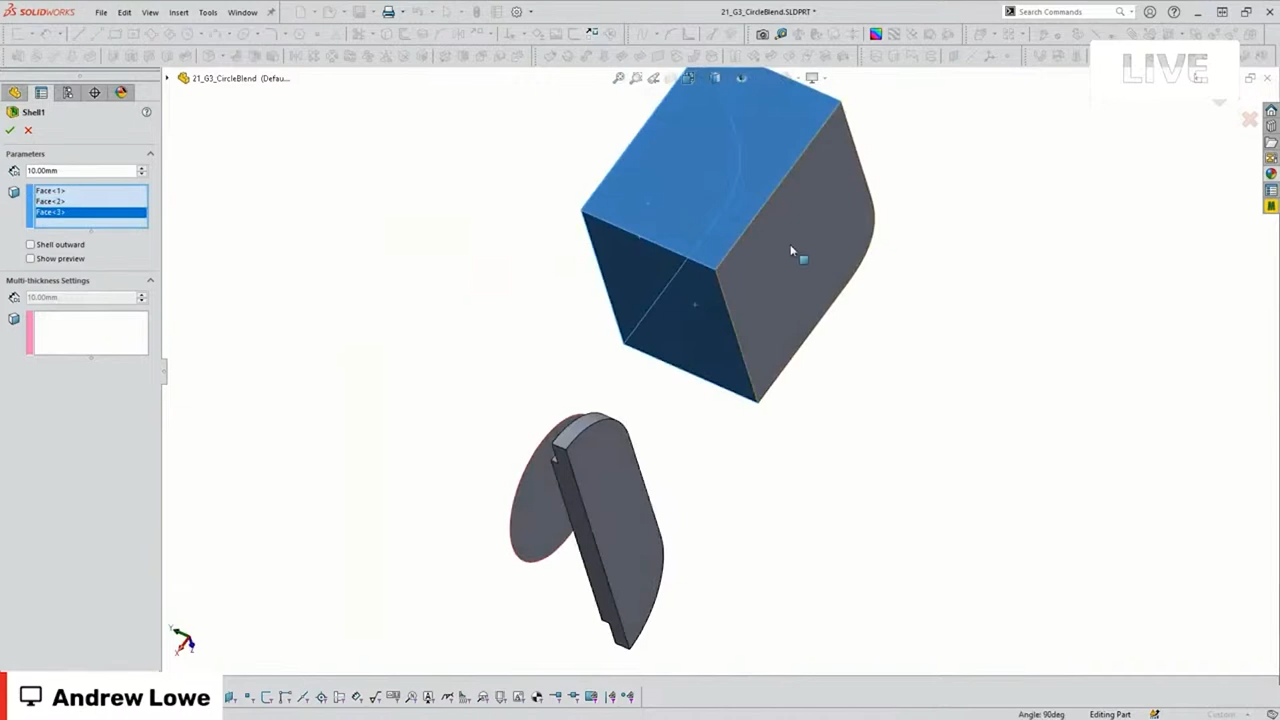 SOLIDWORKS File Edit View Insert Tools Window 21_G3_CircleBlend.SLDPRT * Search Commands
LIVE
21_G3_CircleBlend (Defau...
Shell1
Parameters
10.00mm
Face<1>
Face<2>
Face<3>
Shell outward
Show preview
Multi-thickness Settings
10.00mm
Andrew Lowe
Angle: 90deg Editing Part Custom